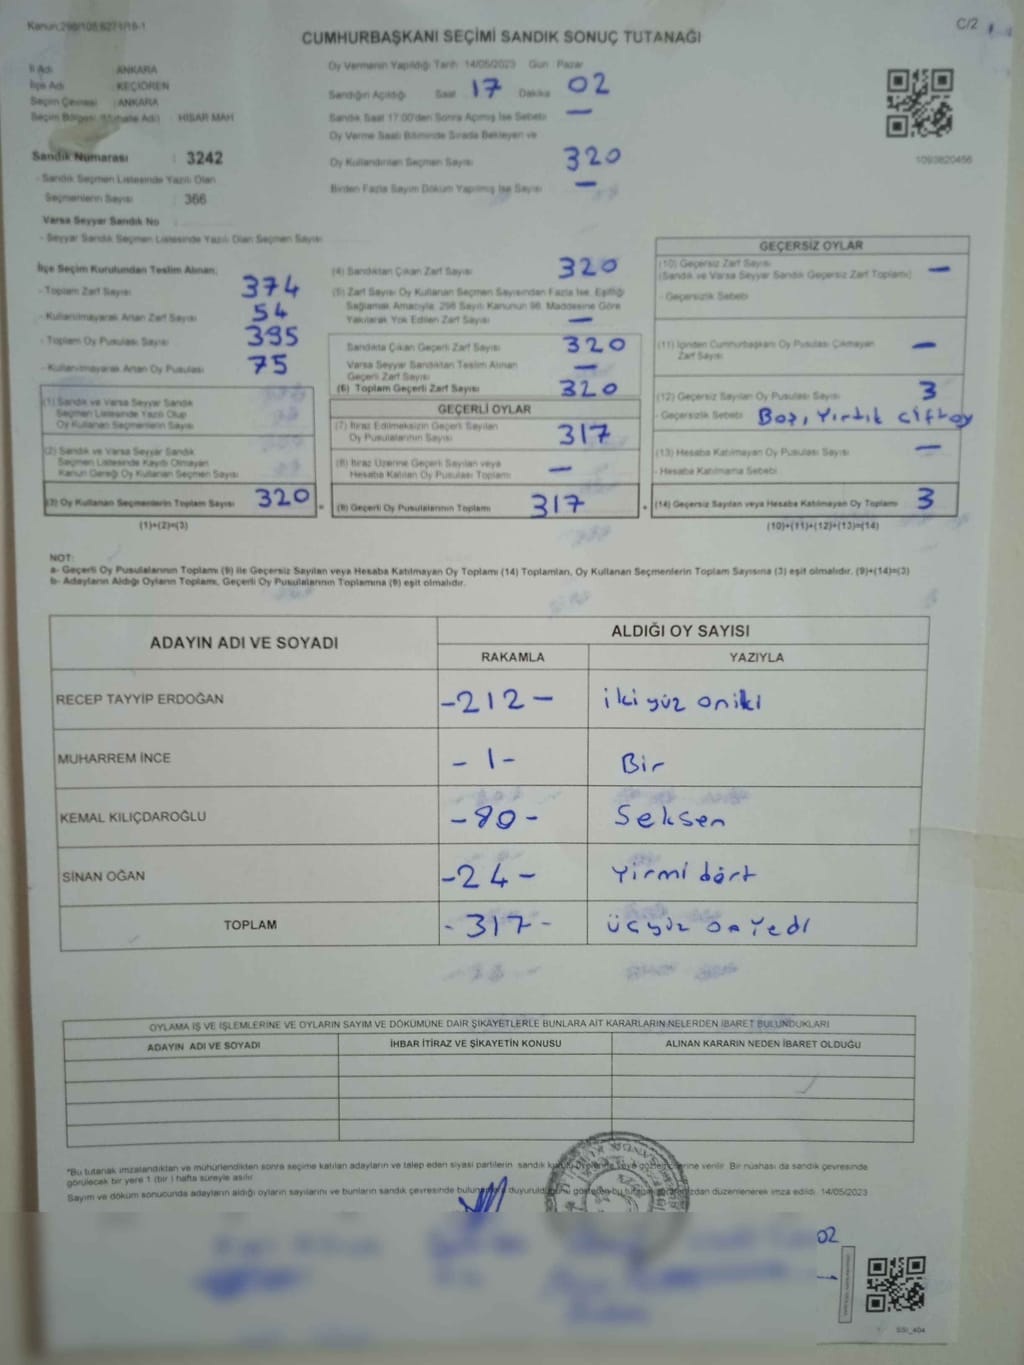 Kanun:298/105,6271/19-1
C/2
CUMHURBAŞKANI SEÇİMİ SANDIK SONUÇ TUTANAĞI
İl Adı : ANKARA
İlçe Adı : KEÇİÖREN
Seçim Çevresi : ANKARA
Seçim Bölgesi (Mahalle Adı) : HİSAR MAH
Sandık Numarası : 3242
- Sandık Seçmen Listesinde Yazılı Olan
Seçmenlerin Sayısı : 366
Varsa Seyyar Sandık No
- Seyyar Sandık Seçmen Listesinde Yazılı Olan Seçmen Sayısı
Oy Vermenin Yapıldığı Tarih 14/05/2023 Gün Pazar
Sandığın Açıldığı Saat 17 Dakika 02
Sandık Saat 17:00'den Sonra Açılmış İse Sebebi —
Oy Verme Saati Bitiminde Sırada Bekleyen ve
Oy Kullandırılan Seçmen Sayısı 320
Birden Fazla Sayım Döküm Yapılmış İse Sayısı —
1093820456
İlçe Seçim Kurulundan Teslim Alınan;
- Toplam Zarf Sayısı 374
- Kullanılmayarak Artan Zarf Sayısı 54
- Toplam Oy Pusulası Sayısı 395
- Kullanılmayarak Artan Oy Pusulası 75
(1) Sandık ve Varsa Seyyar Sandık
Seçmen Listesinde Yazılı Olup
Oy Kullanan Seçmenlerin Sayısı
(2) Sandık ve Varsa Seyyar Sandık
Seçmen Listesinde Kayıtlı Olmayan
Kanun Gereği Oy Kullanan Seçmen Sayısı
(3) Oy Kullanan Seçmenlerin Toplam Sayısı 320
(1)+(2)=(3)
(4) Sandıktan Çıkan Zarf Sayısı 320
(5) Zarf Sayısı Oy Kullanan Seçmen Sayısından Fazla İse, Eşitliği
Sağlamak Amacıyla, 298 Sayılı Kanunun 98. Maddesine Göre
Yakılarak Yok Edilen Zarf Sayısı —
Sandıkta Çıkan Geçerli Zarf Sayısı 320
Varsa Seyyar Sandıktan Teslim Alınan
Geçerli Zarf Sayısı —
(6) Toplam Geçerli Zarf Sayısı 320
GEÇERLİ OYLAR
(7) İtiraz Edilmeksizin Geçerli Sayılan
Oy Pusulalarının Sayısı 317
(8) İtiraz Üzerine Geçerli Sayılan veya
Hesaba Katılan Oy Pusulası Toplamı —
= (9) Geçerli Oy Pusulalarının Toplamı 317
GEÇERSİZ OYLAR
(10) Geçersiz Zarf Sayısı —
(Sandık ve Varsa Seyyar Sandık Geçersiz Zarf Toplamı)
- Geçersizlik Sebebi
(11) İçinden Cumhurbaşkanı Oy Pusulası Çıkmayan —
Zarf Sayısı
(12) Geçersiz Sayılan Oy Pusulası Sayısı 3
- Geçersizlik Sebebi Boş, Yırtık Çiftoy
(13) Hesaba Katılmayan Oy Pusulası Sayısı —
- Hesaba Katılmama Sebebi
+ (14) Geçersiz Sayılan veya Hesaba Katılmayan Oy Toplamı 3
(10)+(11)+(12)+(13)=(14)
NOT:
a- Geçerli Oy Pusulalarının Toplamı (9) ile Geçersiz Sayılan veya Hesaba Katılmayan Oy Toplamı (14) Toplamları, Oy Kullanan Seçmenlerin Toplam Sayısına (3) eşit olmalıdır. (9)+(14)=(3)
b- Adayların Aldığı Oyların Toplamı, Geçerli Oy Pusulalarının Toplamına (9) eşit olmalıdır.
ADAYIN ADI VE SOYADI ALDIĞI OY SAYISI
RAKAMLA YAZIYLA
RECEP TAYYİP ERDOĞAN -212- iki yüz oniki
MUHARREM İNCE -1- Bir
KEMAL KILIÇDAROĞLU -80- Seksen
SİNAN OĞAN -24- Yirmi dört
TOPLAM -317- üçyüz on Yedi
OYLAMA İŞ VE İŞLEMLERİNE VE OYLARIN SAYIM VE DÖKÜMÜNE DAİR ŞİKAYETLERLE BUNLARA AİT KARARLARIN NELERDEN İBARET BULUNDUKLARI
ADAYIN ADI VE SOYADI İHBAR İTİRAZ VE ŞİKAYETİN KONUSU ALINAN KARARIN NEDEN İBARET OLDUĞU
*Bu tutanak imzalandıktan ve mühürlendikten sonra seçime katılan adayların ve talep eden siyasi partilerin sandık verilir. Bir nüshası da sandık çevresinde
görülecek bir yere 1 (bir) hafta süreyle asılır.
Sayım ve döküm sonucunda adayların aldığı oyların sayılarını ve bunların sandık çevresinde duyurulduğunu gösteren bu tutanak düzenlenerek imza edildi. 14/05/2023
02
SSI_404